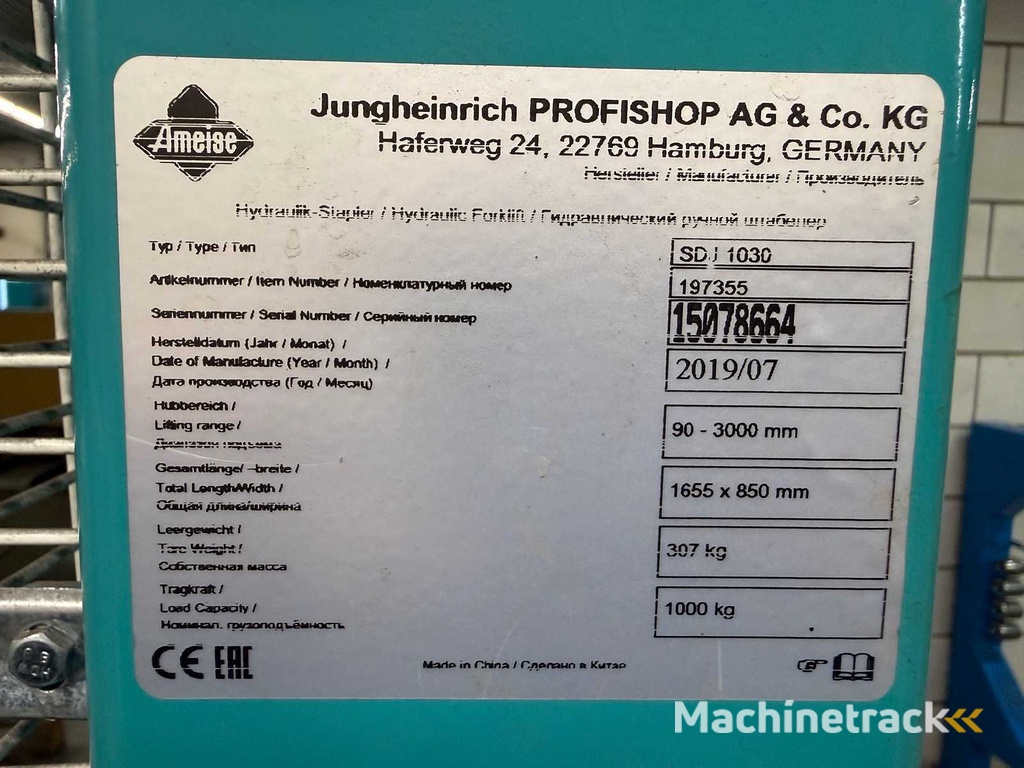 Ameise
Jungheinrich PROFISHOP AG & Co. KG
Haferweg 24, 22769 Hamburg, GERMANY
Hersteller / Manufacturer / Производитель
Hydraulik-Stapler / Hydraulic Forklift / Гидравлический ручной штабелер
Typ / Type / Тип
SDJ 1030
Artikelnummer / Item Number / Номенклатурный номер
197355
Seriennummer / Serial Number / Серийный номер
15078664
Herstelldatum (Jahr / Monat) /
Date of Manufacture (Year / Month) /
Дата производства (Год / Месяц)
2019/07
Hubbereich /
Lifting range /
Диапазон подъема
90 - 3000 mm
Gesamtlänge/ -breite /
Total Length/Width /
Общая длина/ширина
1655 x 850 mm
Leergewicht /
Tare Weight /
Собственная масса
307 kg
Tragkraft /
Load Capacity /
Номинал. грузоподъёмность
1000 kg
CE EAC
Made in China / Сделано в Китае
Machinetrack